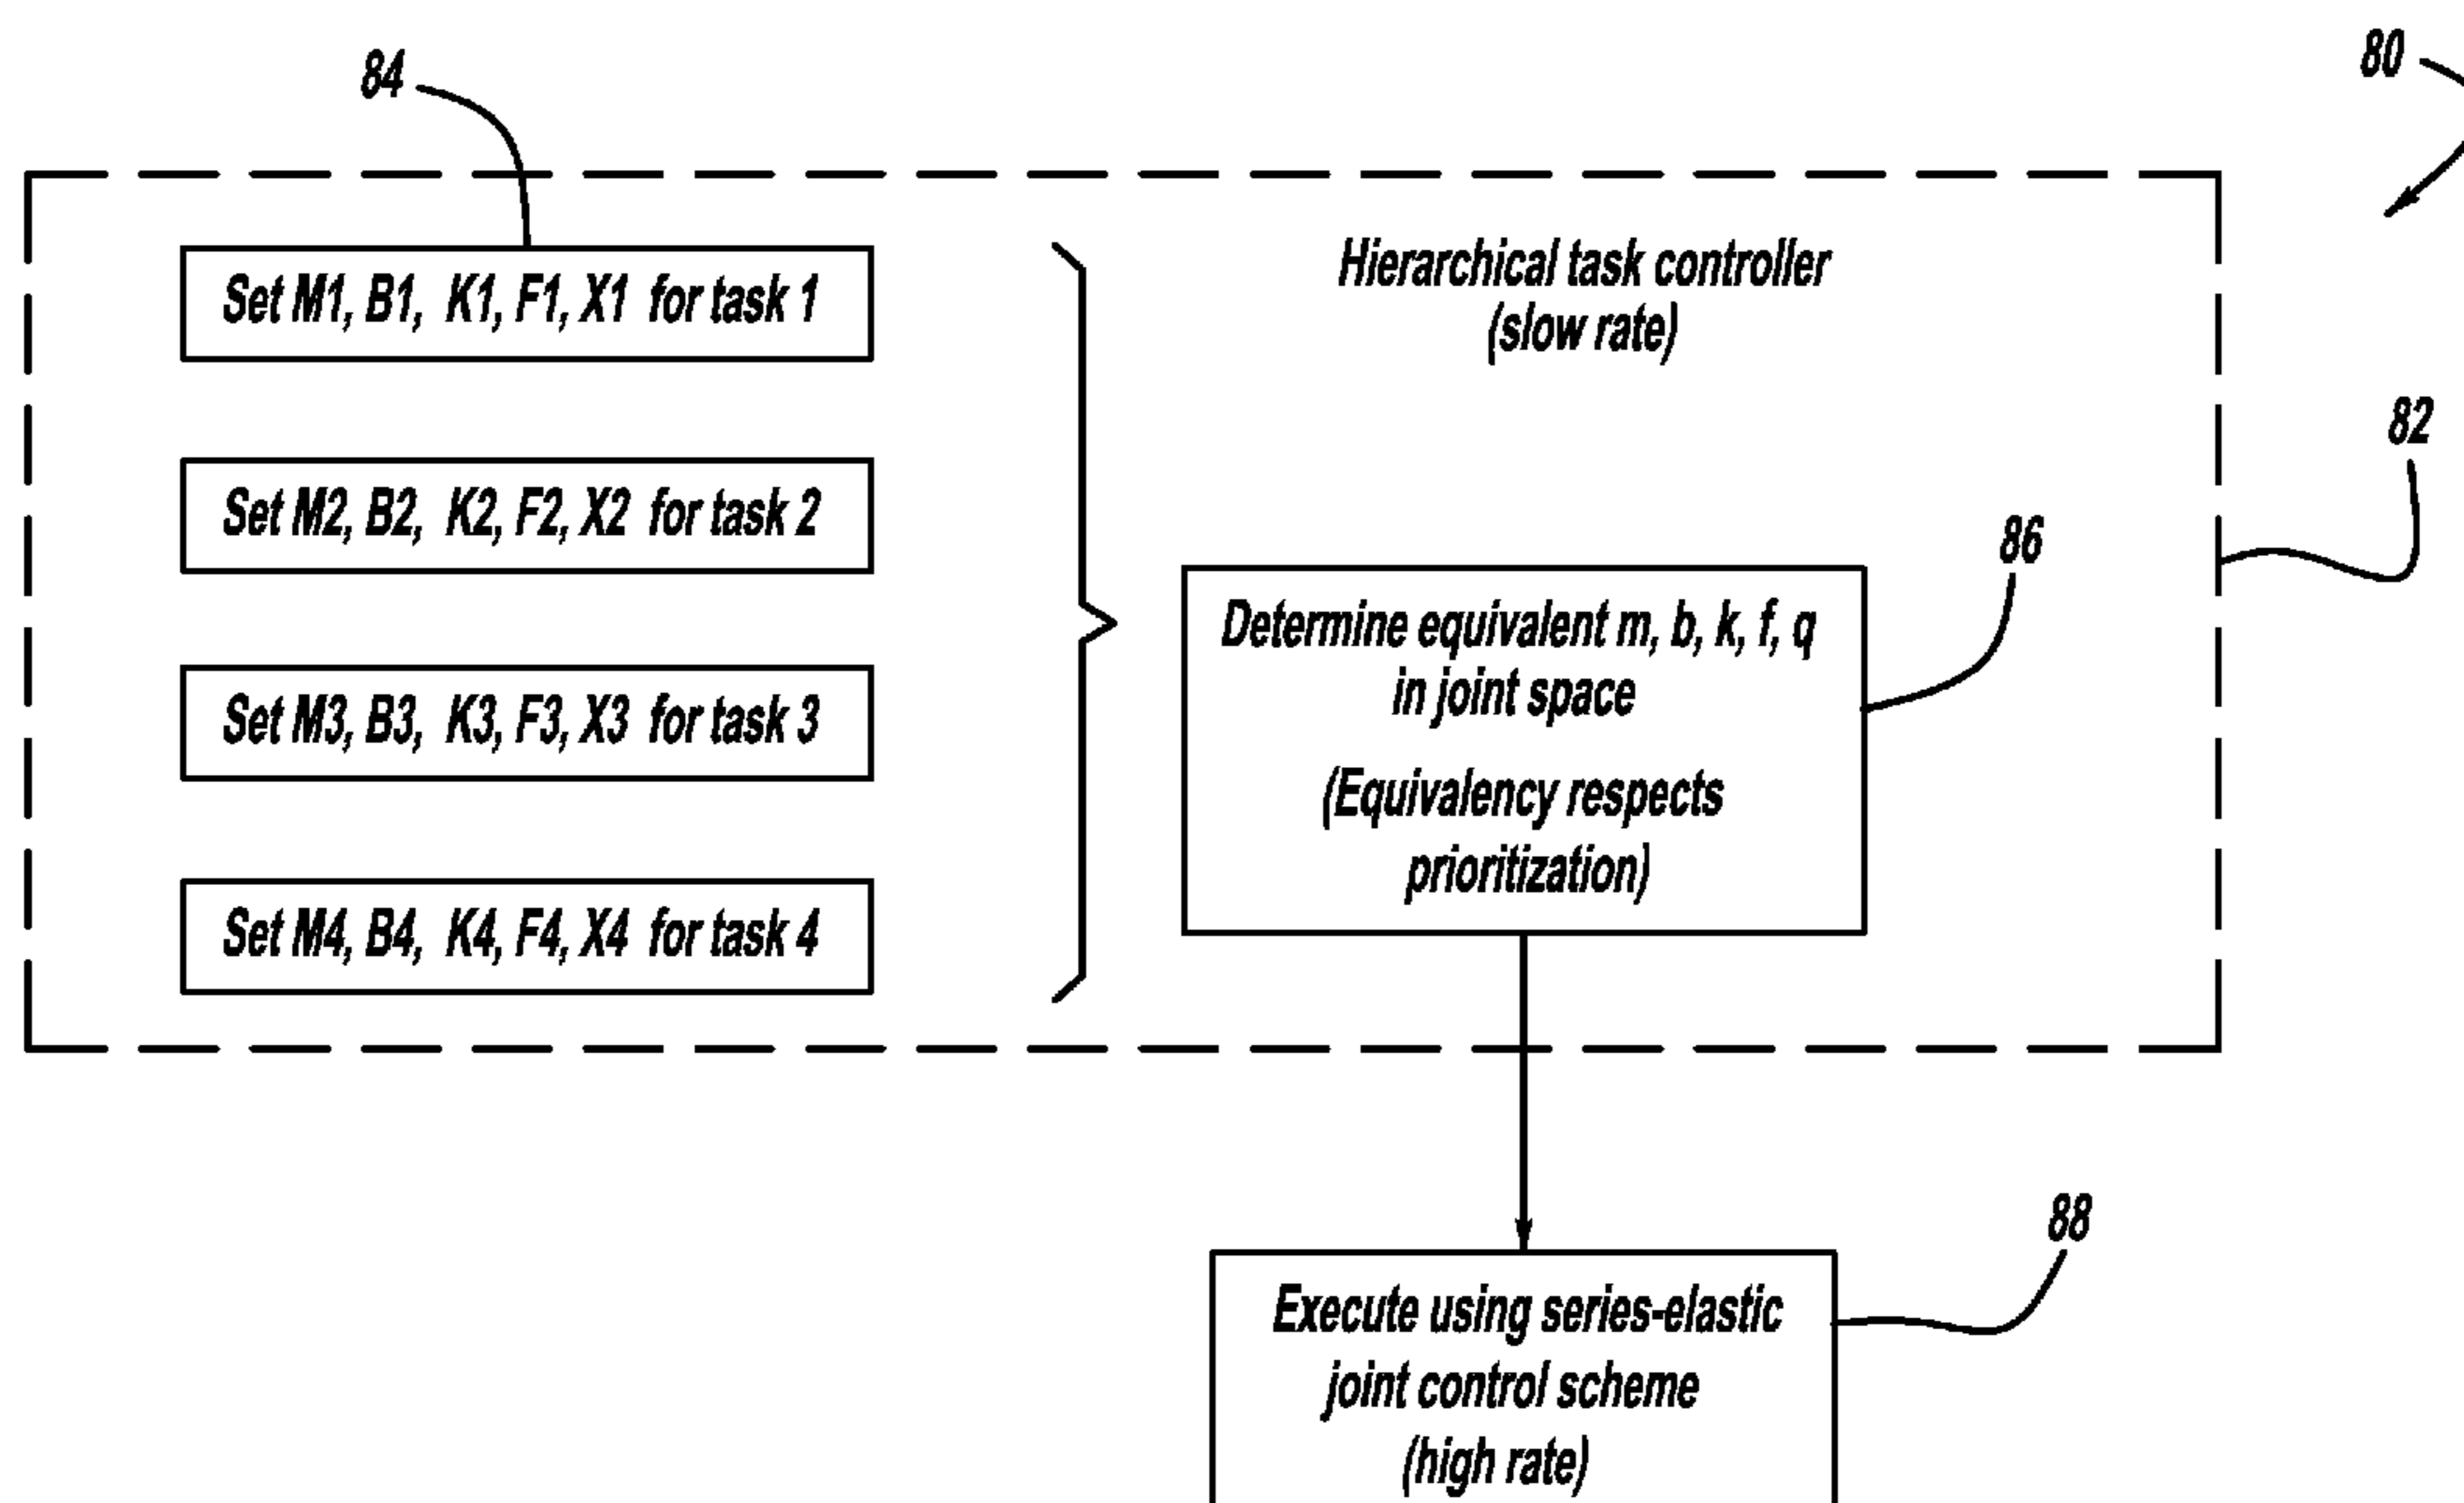 84
80
Set M1, B1, K1, F1, X1 for task 1
Hierarchical task controller
(slow rate)
82
Set M2, B2, K2, F2, X2 for task 2
86
Determine equivalent m, b, k, f, q
in joint space
(Equivalency respects
prioritization)
Set M3, B3, K3, F3, X3 for task 3
Set M4, B4, K4, F4, X4 for task 4
88
Execute using series-elastic
joint control scheme
(high rate)